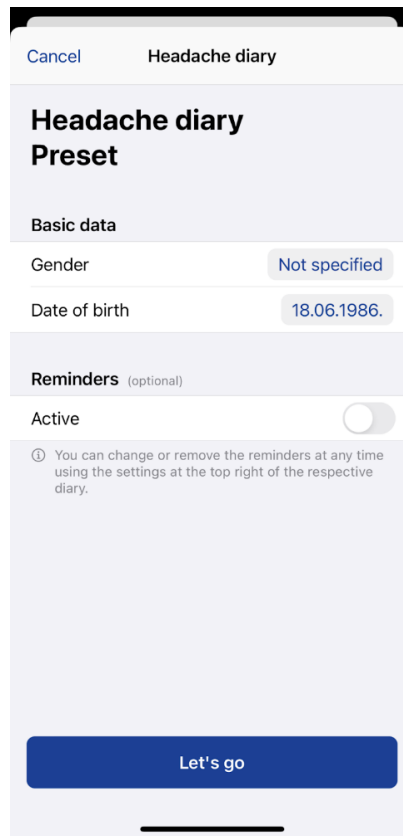 Cancel
Headache diary
Headache diary
Preset
Basic data
Gender
Not specified
Date of birth
18.06.1986.
Reminders (optional)
Active
You can change or remove the reminders at any time
using the settings at the top right of the respective
diary.
Let's go